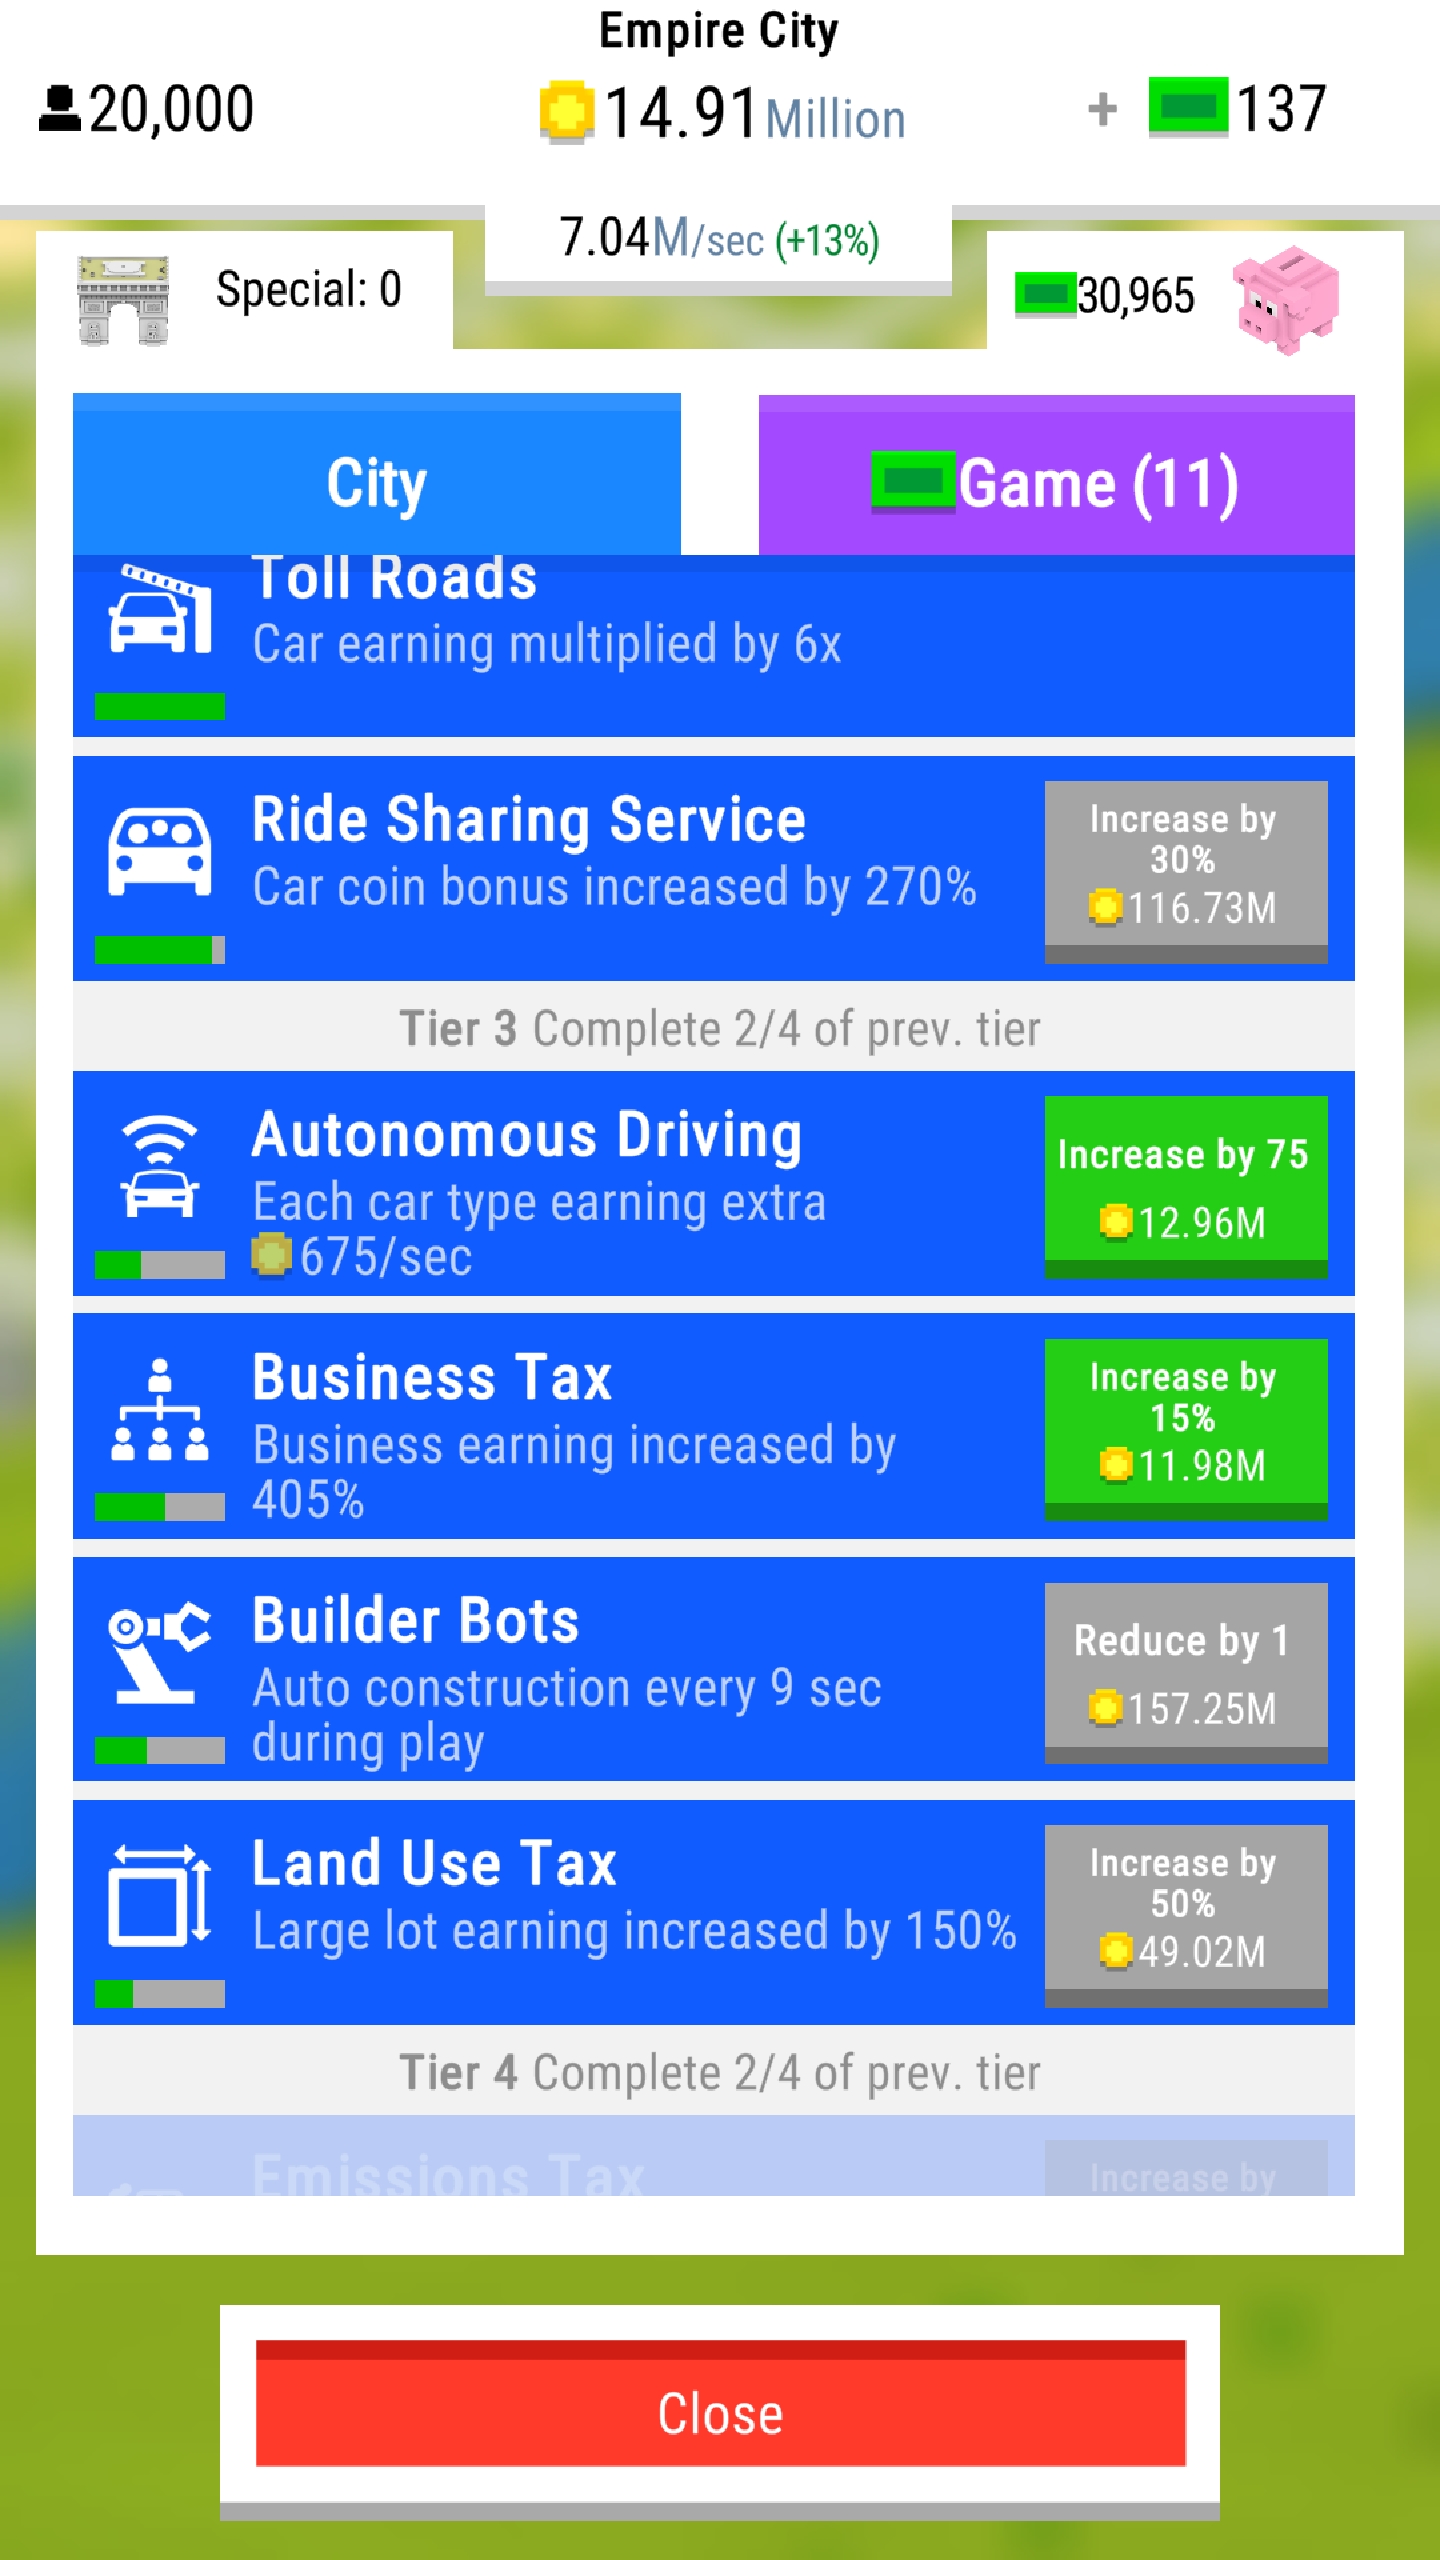 Empire City
20,000
14.91 Million
+ 137
7.04M/sec (+13%)
Special: 0
30,965
City
Game (11)
Toll Roads
Car earning multiplied by 6x
Ride Sharing Service
Car coin bonus increased by 270%
Increase by
30%
116.73M
Tier 3 Complete 2/4 of prev. tier
Autonomous Driving
Each car type earning extra
675/sec
Increase by 75
12.96M
Business Tax
Business earning increased by
405%
Increase by
15%
11.98M
Builder Bots
Auto construction every 9 sec
during play
Reduce by 1
157.25M
Land Use Tax
Large lot earning increased by 150%
Increase by
50%
49.02M
Tier 4 Complete 2/4 of prev. tier
Emissions Tax
Increase by
Close